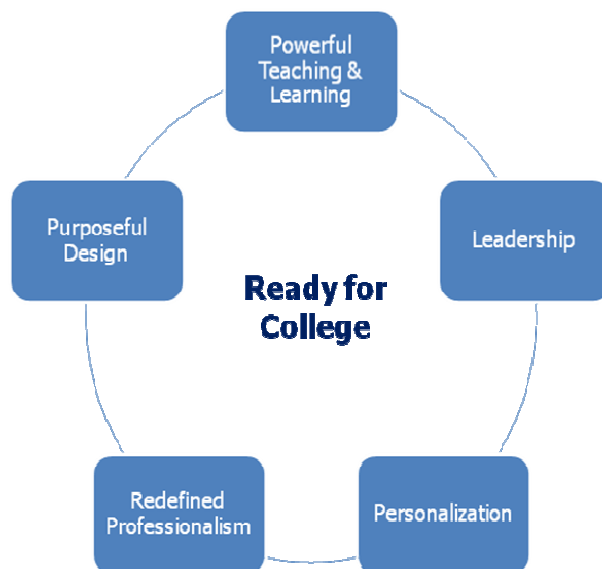 Powerful
Teaching &
Learning
Purposeful
Design
Leadership
Ready for
College
Redefined
Professionalism
Personalization